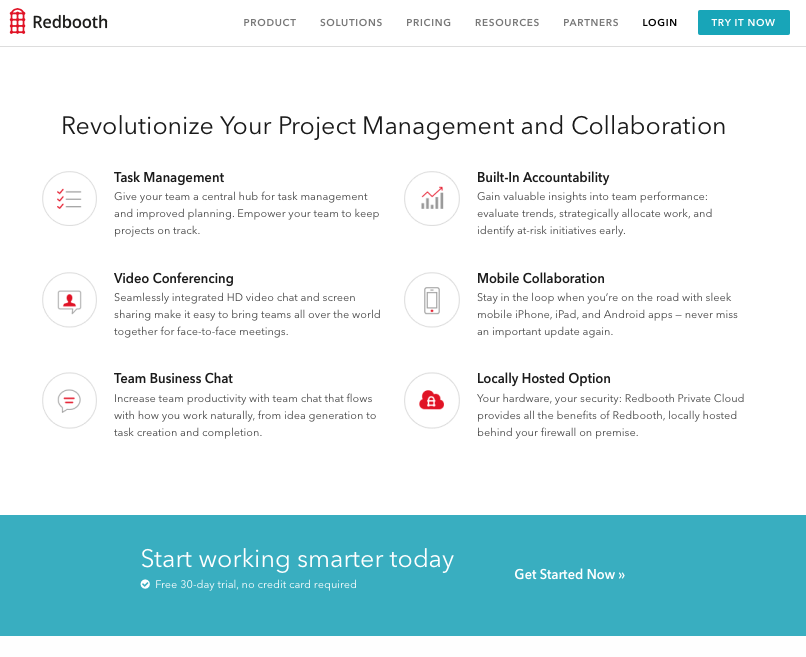 Redbooth
PRODUCT SOLUTIONS PRICING RESOURCES PARTNERS LOGIN TRY IT NOW
Revolutionize Your Project Management and Collaboration
Task Management
Give your team a central hub for task management
and improved planning. Empower your team to keep
projects on track.
Built-In Accountability
Gain valuable insights into team performance:
evaluate trends, strategically allocate work, and
identify at-risk initiatives early.
Video Conferencing
Seamlessly integrated HD video chat and screen
sharing make it easy to bring teams all over the world
together for face-to-face meetings.
Mobile Collaboration
Stay in the loop when you’re on the road with sleek
mobile iPhone, iPad, and Android apps – never miss
an important update again.
Team Business Chat
Increase team productivity with team chat that flows
with how you work naturally, from idea generation to
task creation and completion.
Locally Hosted Option
Your hardware, your security: Redbooth Private Cloud
provides all the benefits of Redbooth, locally hosted
behind your firewall on premise.
Start working smarter today
Free 30-day trial, no credit card required
Get Started Now »